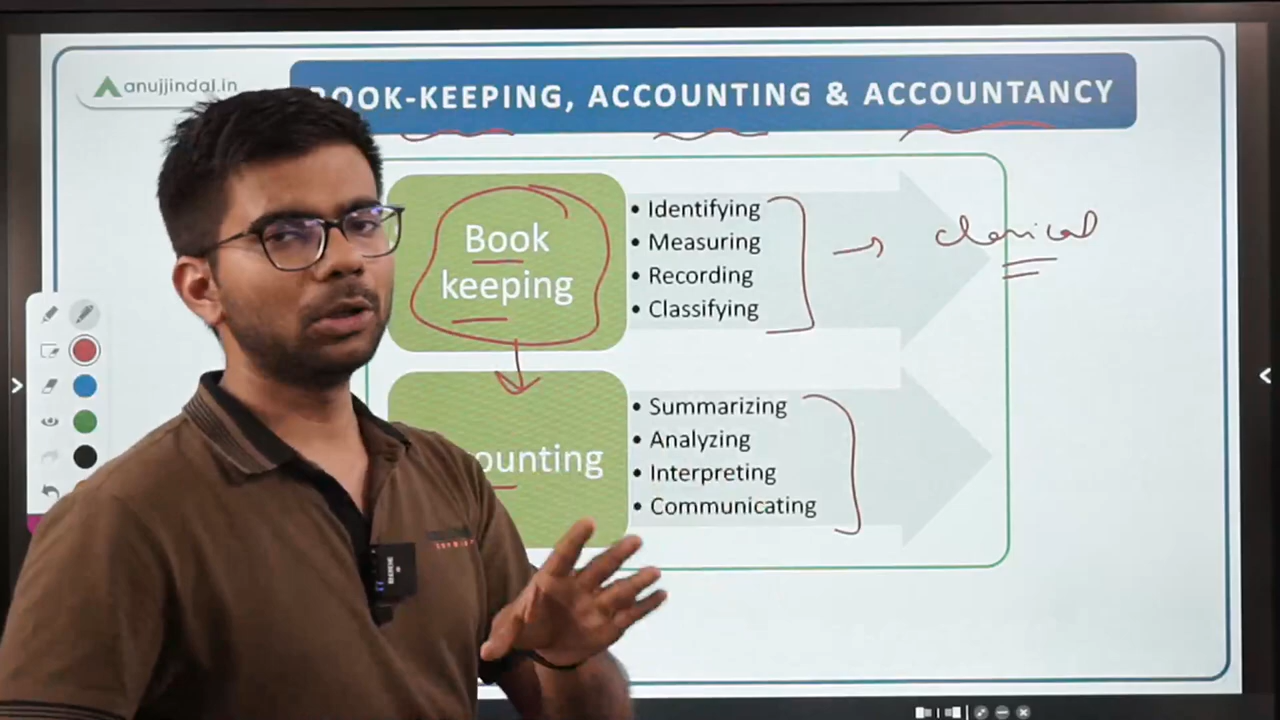 anujjindal.in
OOK-KEEPING, ACCOUNTING & ACCOUNTANCY
Book
keeping
• Identifying
• Measuring
• Recording
• Classifying
clerical
ounting
• Summarizing
• Analyzing
• Interpreting
• Communicating